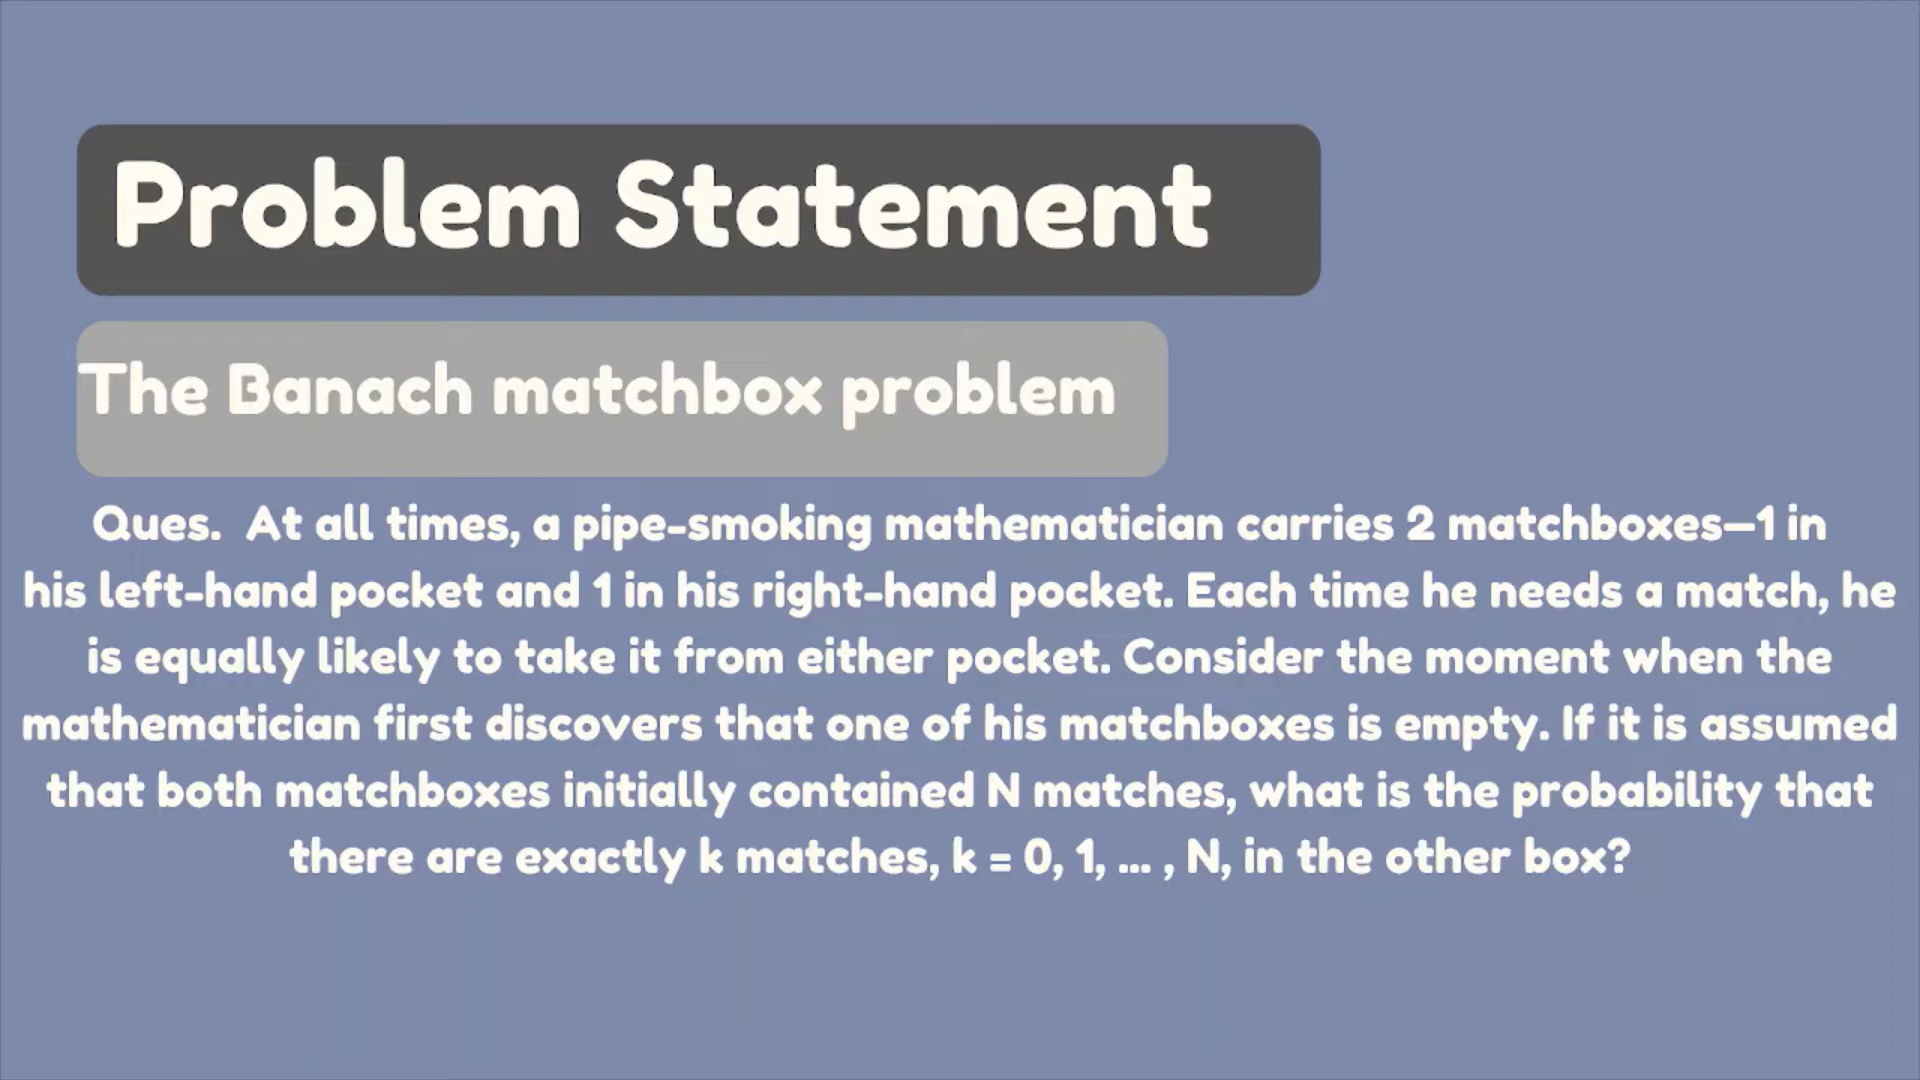 Problem Statement
The Banach matchbox problem
Ques.  At all times, a pipe-smoking mathematician carries 2 matchboxes—1 in
his left-hand pocket and 1 in his right-hand pocket. Each time he needs a match, he
is equally likely to take it from either pocket. Consider the moment when the
mathematician first discovers that one of his matchboxes is empty. If it is assumed
that both matchboxes initially contained N matches, what is the probability that
there are exactly k matches, k = 0, 1, ... , N, in the other box?